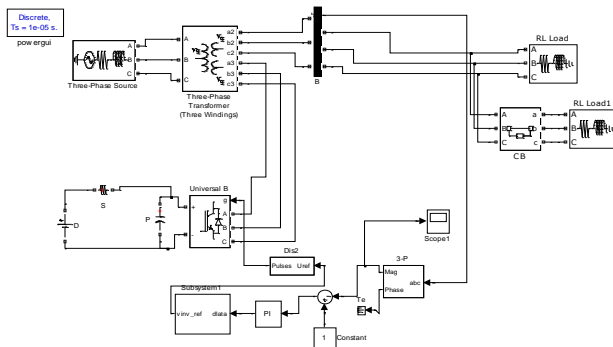 Discrete,
Ts = 1e-05 s.
pow ergui
A
B
C
Three-Phase Source
A
B
C
a2
b2
c2
a3
b3
c3
Three-Phase
Transformer
(Three Windings)
B
A
B
C
RL Load
A
B
C
a
b
c
CB
RL Load1
S
D
P
Universal B
+
-
g
A
B
C
Dis2
Pulses Uref
Scope1
3-P
Mag
Phase
abc
Te
Subsystem1
vinv_ref dlata
PI
1
Constant